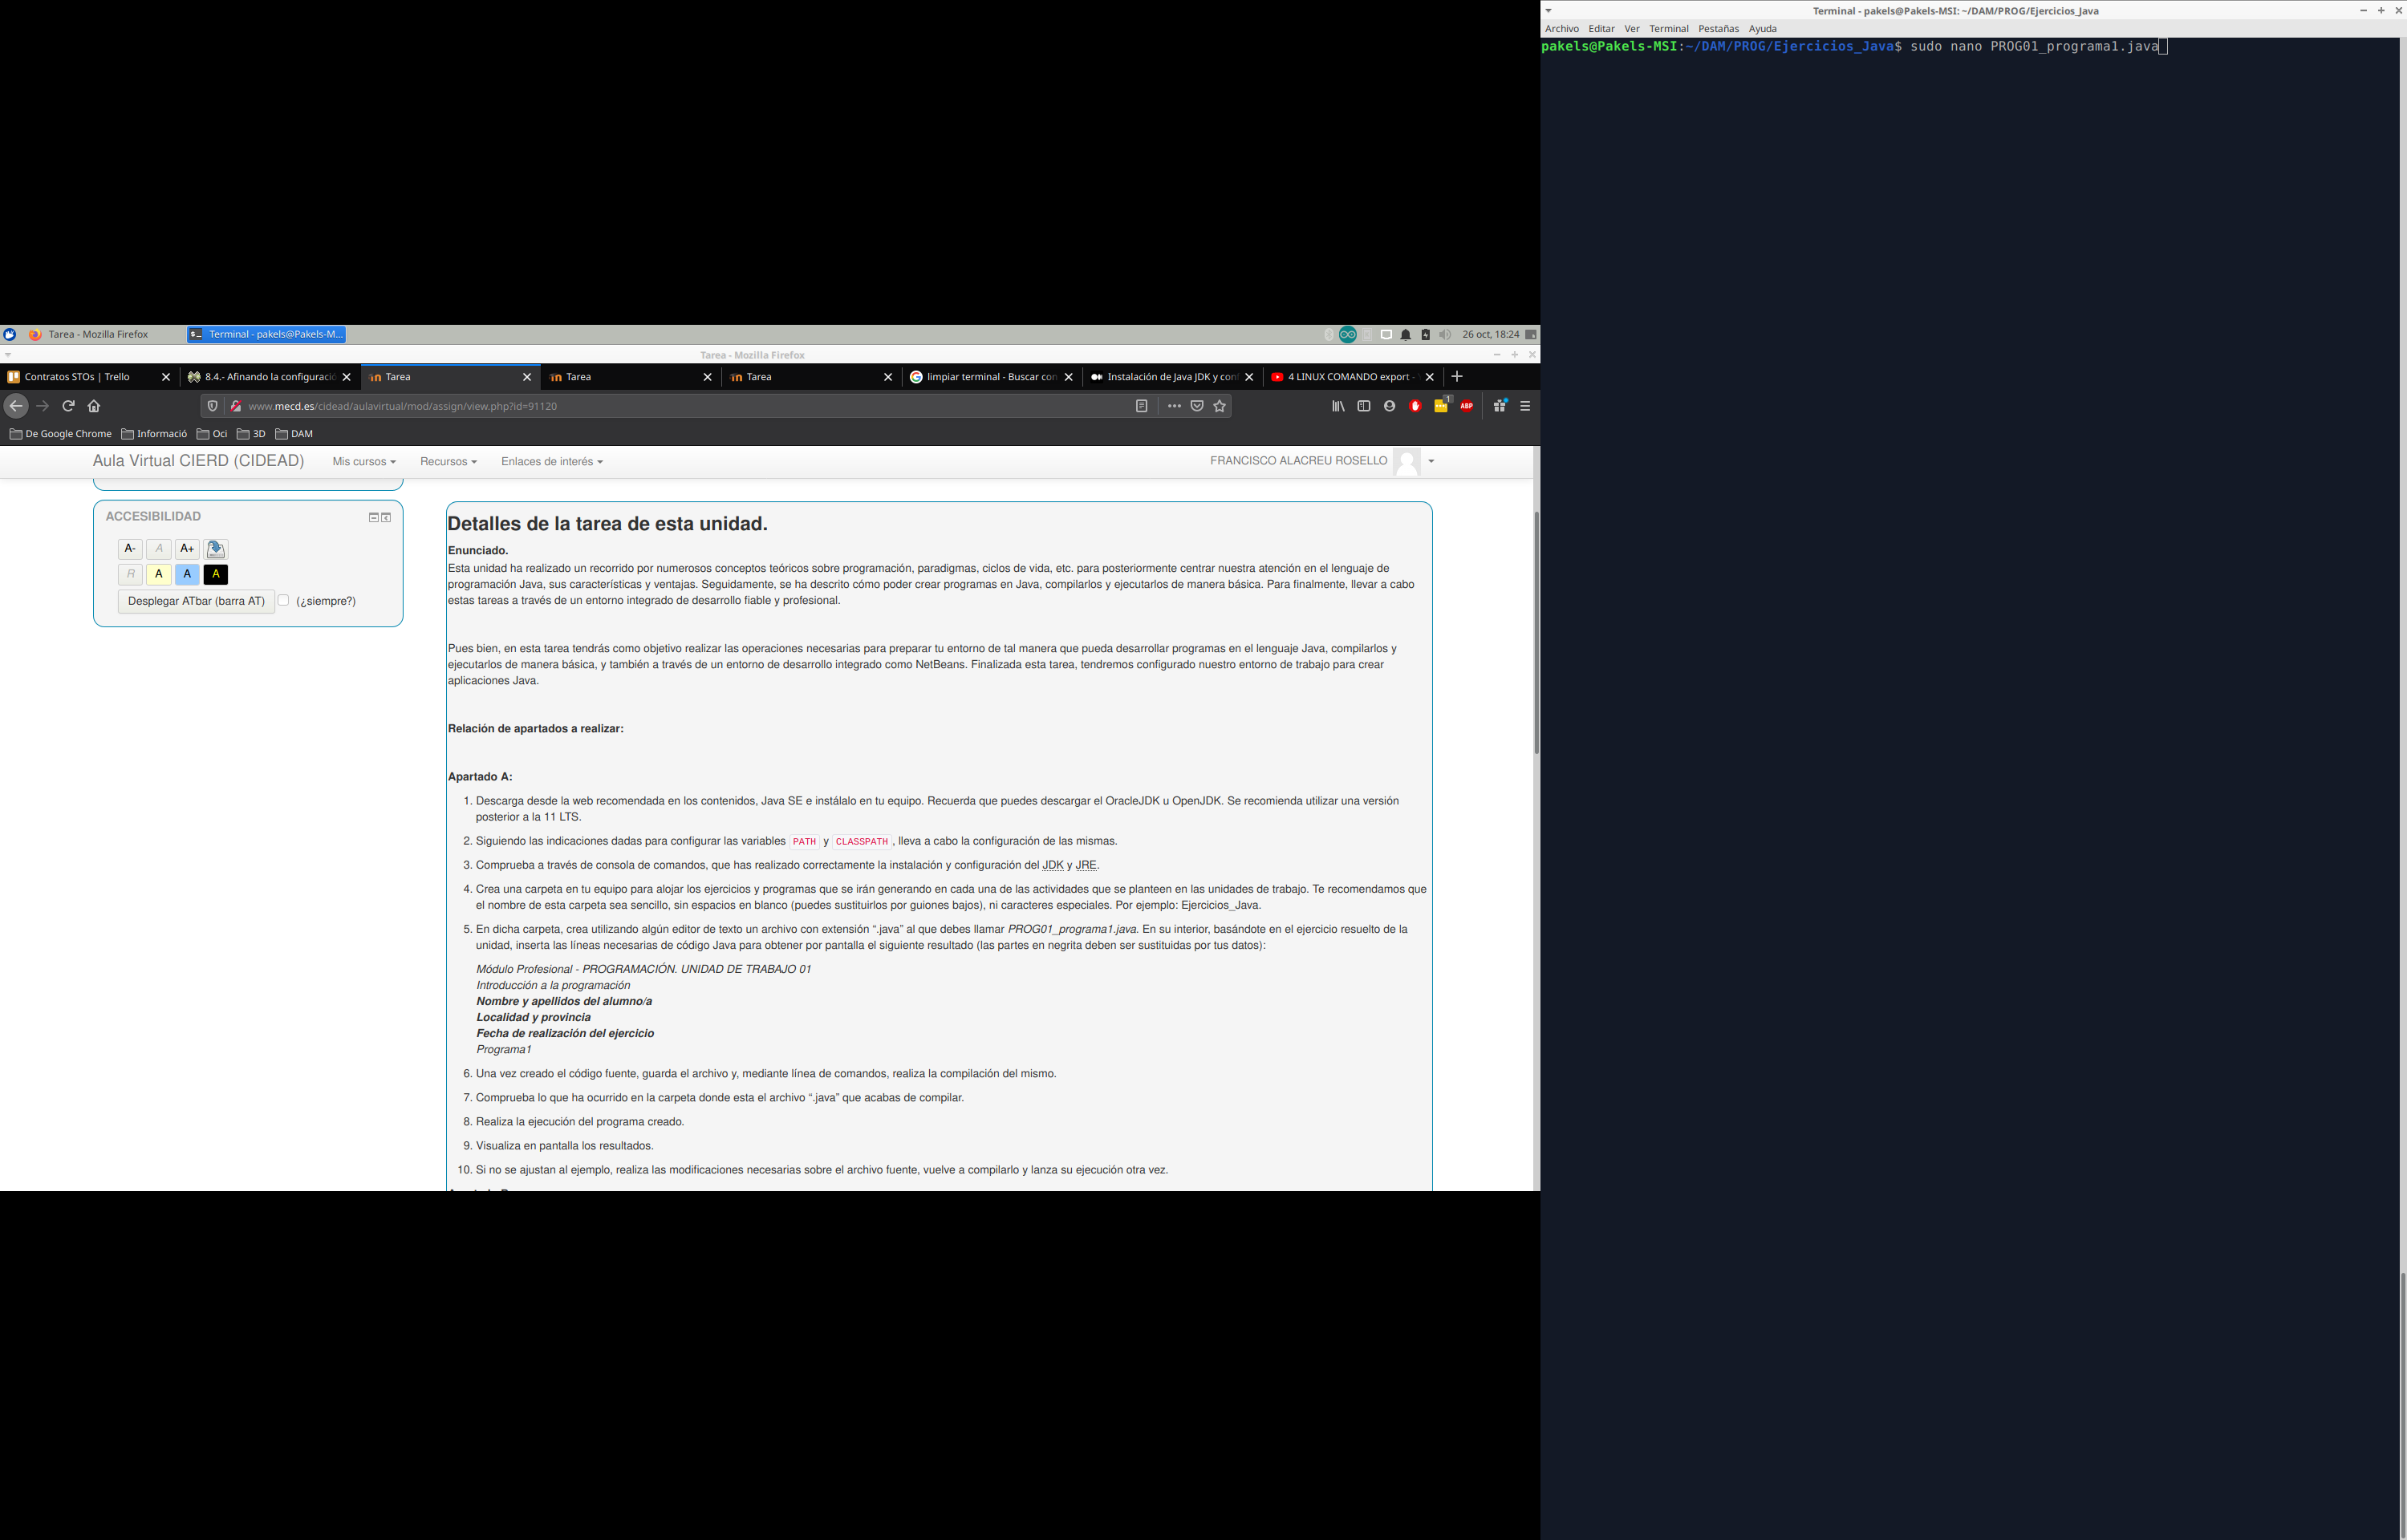 Terminal - pakels@Pakels-MSI: ~/DAM/PROG/Ejercicios_Java
Archivo Editar Ver Terminal Pestañas Ayuda
pakels@Pakels-MSI:~/DAM/PROG/Ejercicios_Java$ sudo nano PROG01_programa1.java
Tarea - Mozilla Firefox
Terminal - pakels@Pakels-M...
26 oct, 18:24
Tarea - Mozilla Firefox
Contratos STOs | Trello
8.4.- Afinando la configuraci
Tarea
Tarea
Tarea
limpiar terminal - Buscar con
Instalación de Java JDK y con
4 LINUX COMANDO export -
www.mecd.es/cidead/aulavirtual/mod/assign/view.php?id=91120
1
ABP
De Google Chrome Informació Oci 3D DAM
Aula Virtual CIERD (CIDEAD) Mis cursos Recursos Enlaces de interés FRANCISCO ALACREU ROSELLO
ACCESIBILIDAD
A- A A+
R A A A
Desplegar ATbar (barra AT) (¿siempre?)
Detalles de la tarea de esta unidad.
Enunciado.
Esta unidad ha realizado un recorrido por numerosos conceptos teóricos sobre programación, paradigmas, ciclos de vida, etc. para posteriormente centrar nuestra atención en el lenguaje de
programación Java, sus características y ventajas. Seguidamente, se ha descrito cómo poder crear programas en Java, compilarlos y ejecutarlos de manera básica. Para finalmente, llevar a cabo
estas tareas a través de un entorno integrado de desarrollo fiable y profesional.
Pues bien, en esta tarea tendrás como objetivo realizar las operaciones necesarias para preparar tu entorno de tal manera que pueda desarrollar programas en el lenguaje Java, compilarlos y
ejecutarlos de manera básica, y también a través de un entorno de desarrollo integrado como NetBeans. Finalizada esta tarea, tendremos configurado nuestro entorno de trabajo para crear
aplicaciones Java.
Relación de apartados a realizar:
Apartado A:
1. Descarga desde la web recomendada en los contenidos, Java SE e instálalo en tu equipo. Recuerda que puedes descargar el OracleJDK u OpenJDK. Se recomienda utilizar una versión
posterior a la 11 LTS.
2. Siguiendo las indicaciones dadas para configurar las variables PATH y CLASSPATH , lleva a cabo la configuración de las mismas.
3. Comprueba a través de consola de comandos, que has realizado correctamente la instalación y configuración del JDK y JRE.
4. Crea una carpeta en tu equipo para alojar los ejercicios y programas que se irán generando en cada una de las actividades que se planteen en las unidades de trabajo. Te recomendamos que
el nombre de esta carpeta sea sencillo, sin espacios en blanco (puedes sustituirlos por guiones bajos), ni caracteres especiales. Por ejemplo: Ejercicios_Java.
5. En dicha carpeta, crea utilizando algún editor de texto un archivo con extensión “.java” al que debes llamar PROG01_programa1.java. En su interior, basándote en el ejercicio resuelto de la
unidad, inserta las líneas necesarias de código Java para obtener por pantalla el siguiente resultado (las partes en negrita deben ser sustituidas por tus datos):
Módulo Profesional - PROGRAMACIÓN. UNIDAD DE TRABAJO 01
Introducción a la programación
Nombre y apellidos del alumno/a
Localidad y provincia
Fecha de realización del ejercicio
Programa1
6. Una vez creado el código fuente, guarda el archivo y, mediante línea de comandos, realiza la compilación del mismo.
7. Comprueba lo que ha ocurrido en la carpeta donde esta el archivo “.java” que acabas de compilar.
8. Realiza la ejecución del programa creado.
9. Visualiza en pantalla los resultados.
10. Si no se ajustan al ejemplo, realiza las modificaciones necesarias sobre el archivo fuente, vuelve a compilarlo y lanza su ejecución otra vez.